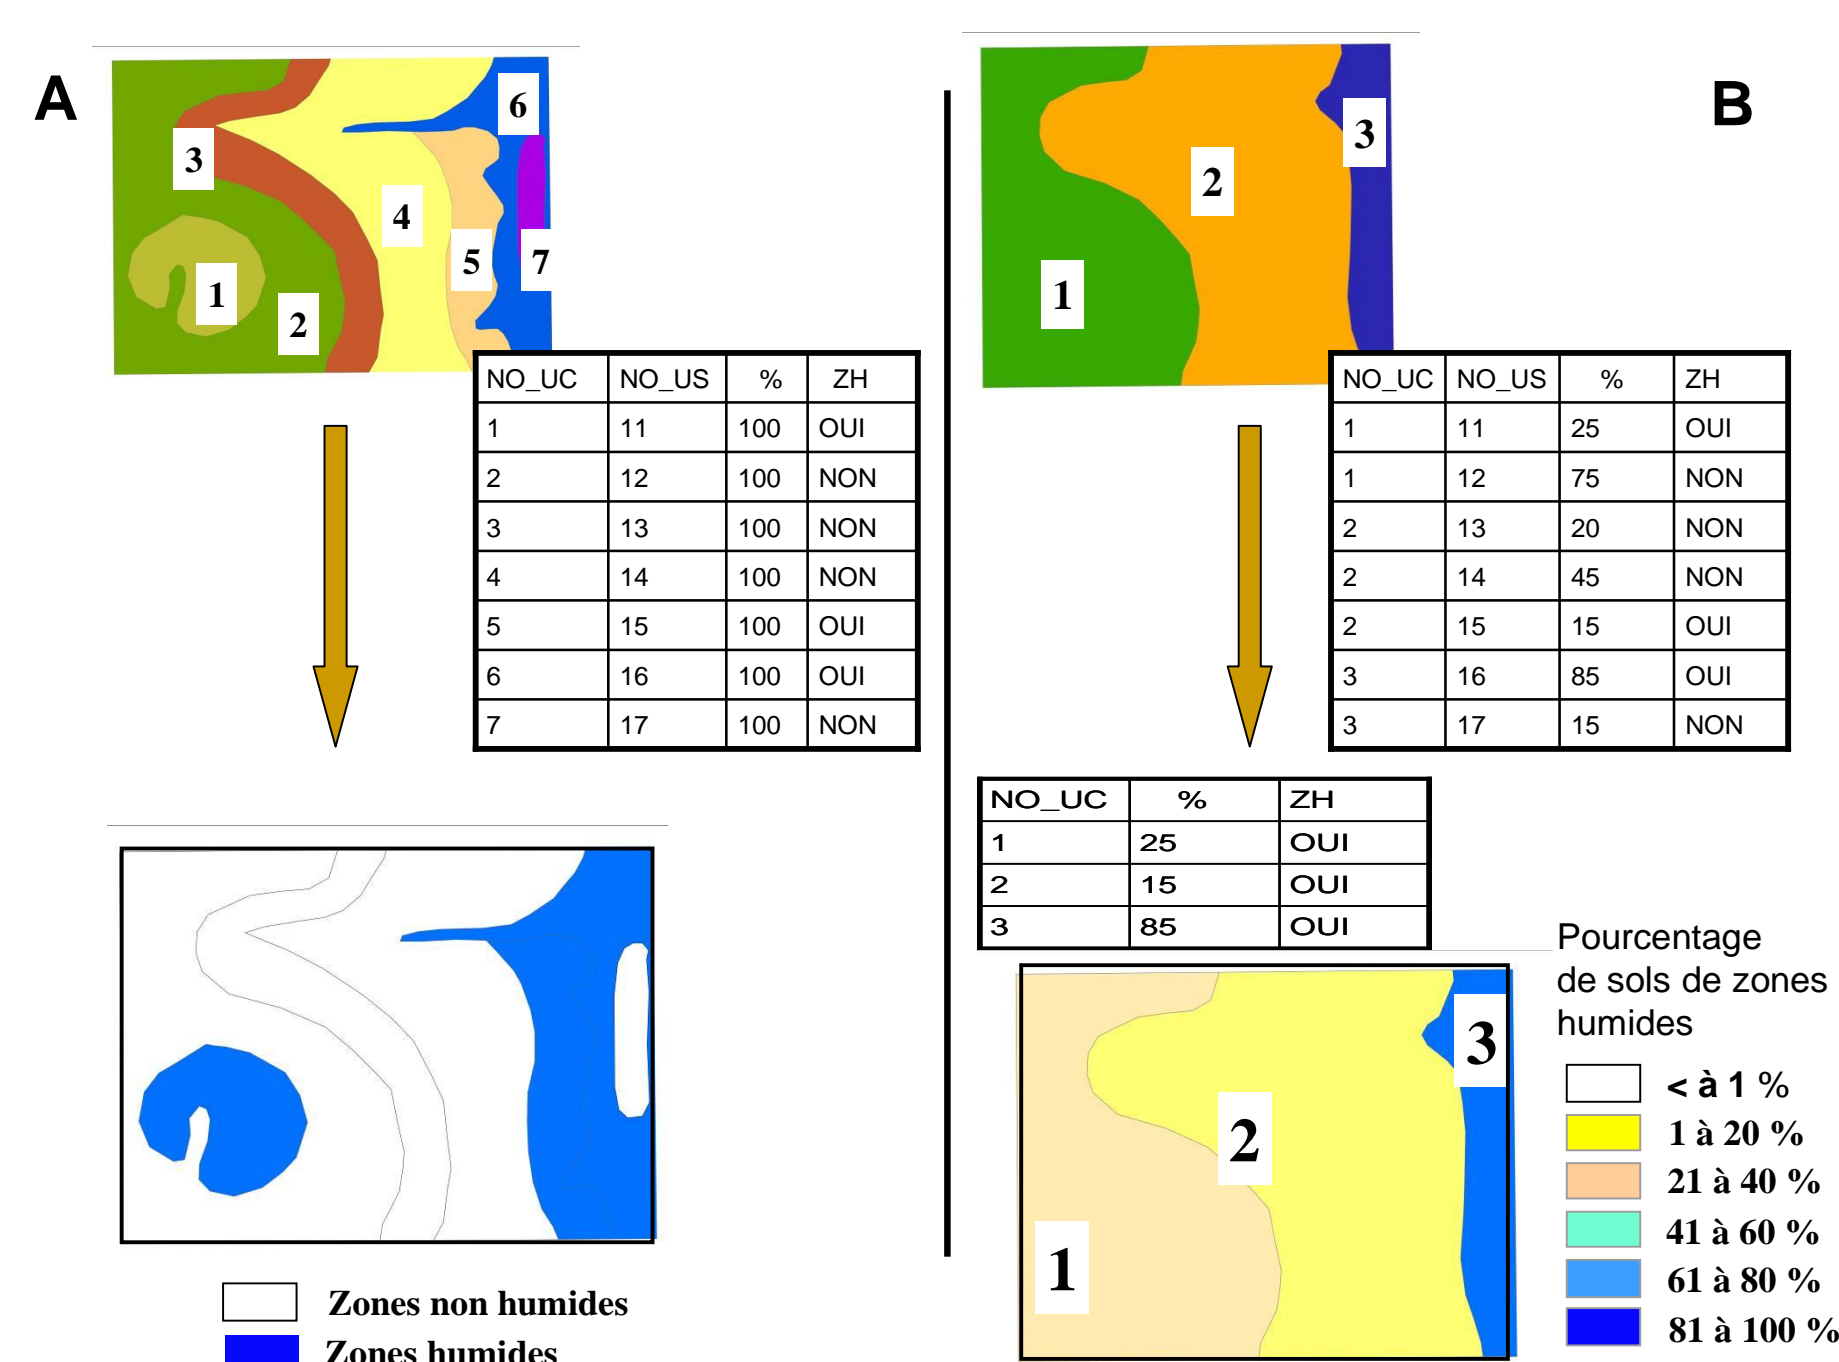 A
6
3
4
5
7
1
2
NO_UC NO_US % ZH
1 11 100 OUI
2 12 100 NON
3 13 100 NON
4 14 100 NON
5 15 100 OUI
6 16 100 OUI
7 17 100 NON
Zones non humides
Zones humides
B
3
2
1
NO_UC NO_US % ZH
1 11 25 OUI
1 12 75 NON
2 13 20 NON
2 14 45 NON
2 15 15 OUI
3 16 85 OUI
3 17 15 NON
NO_UC % ZH
1 25 OUI
2 15 OUI
3 85 OUI
3
2
1
Pourcentage
de sols de zones
humides
< à 1 %
1 à 20 %
21 à 40 %
41 à 60 %
61 à 80 %
81 à 100 %